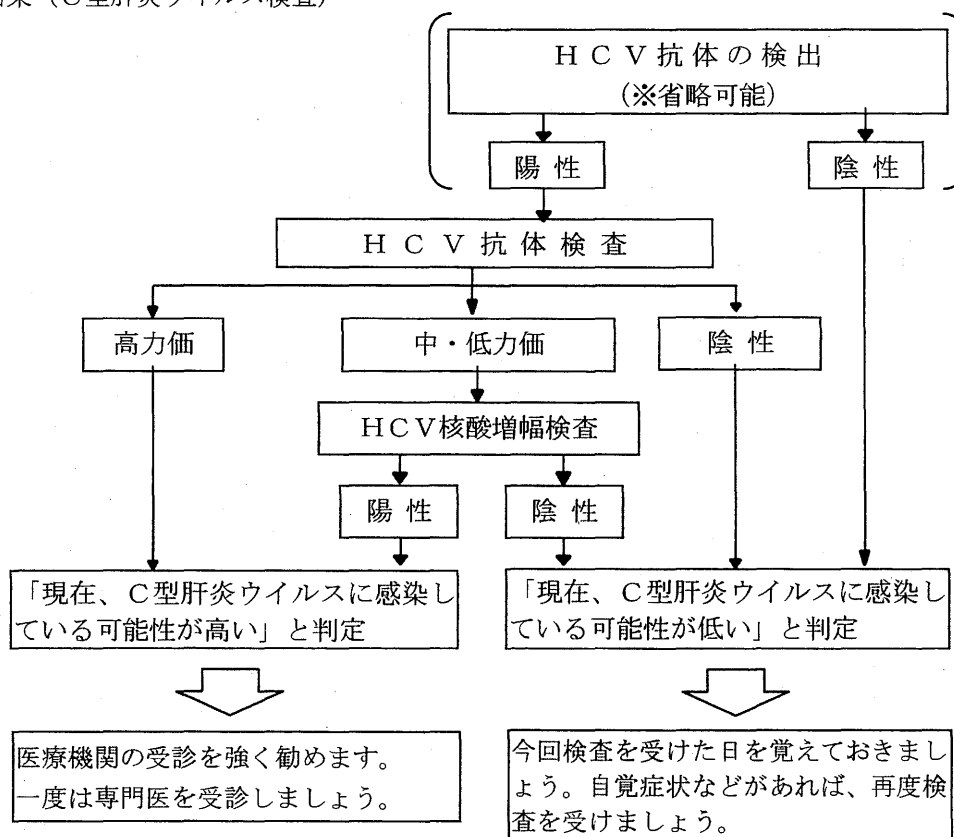 結果(C型肝炎ウイルス検査)
HCV抗体の検出
(※省略可能)
陽性
陰性
HCV抗体検査
高力価
中・低力価
陰性
HCV核酸増幅検査
陽性
陰性
「現在、C型肝炎ウイルスに感染し
ている可能性が高い」と判定
「現在、C型肝炎ウイルスに感染し
ている可能性が低い」と判定
医療機関の受診を強く勧めます。
一度は専門医を受診しましょう。
今回検査を受けた日を覚えておきまし
ょう。自覚症状などがあれば、再度検
査を受けましょう。